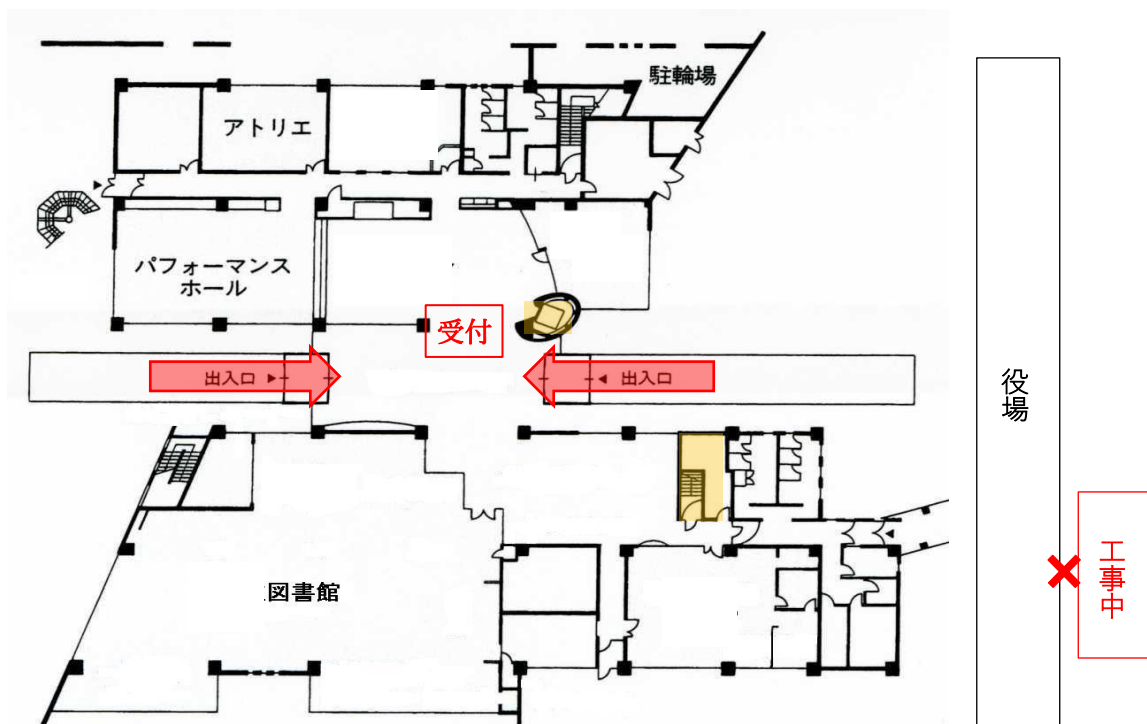 駐輪場
アトリエ
パフォーマンス
ホール
受付
出入口
出入口
役場
図書館
工事中